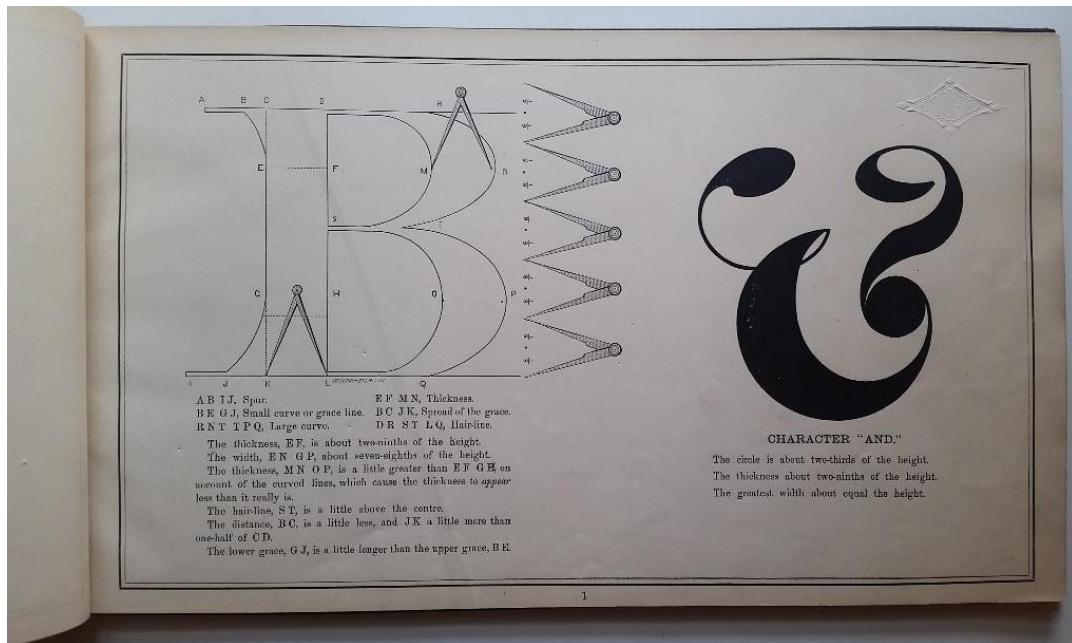 A B C D R
E F M N
S T
G H O P
I J K L Q
A B I J, Spur. E F M N, Thickness.
B E G J, Small curve or grace line. B C J K, Spread of the grace.
R N T T P Q, Large curve. D R S T L Q, Hair-line.
The thickness, E F, is about two-ninths of the height.
The width, E N G P, about seven-eighths of the height.
The thickness, M N O P, is a little greater than E F G H, on
account of the curved lines, which cause the thickness to appear
less than it really is.
The hair-line, S T, is a little above the centre.
The distance, B C, is a little less, and J K a little more than
one-half of C D.
The lower grace, G J, is a little longer than the upper grace, B E.
CHARACTER "AND."
The circle is about two-thirds of the height.
The thickness about two-ninths of the height.
The greatest width about equal the height.
&
1